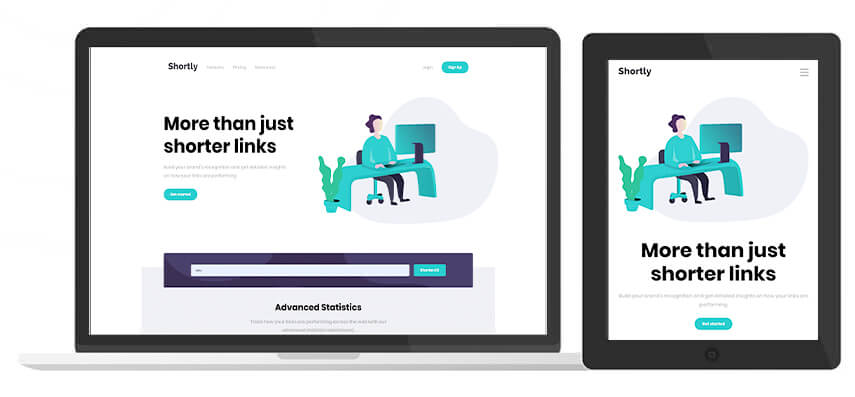 Shortly
Features Pricing Resources
Login
Sign Up
More than just
shorter links
Build your brand's recognition and get detailed insights
on how your links are performing.
Get started
Shorten It!
Advanced Statistics
Track how your links are performing across the web with our
advanced statistics dashboard.
Shortly
More than just
shorter links
Build your brand's recognition and get detailed insights on how your links are
performing.
Get started